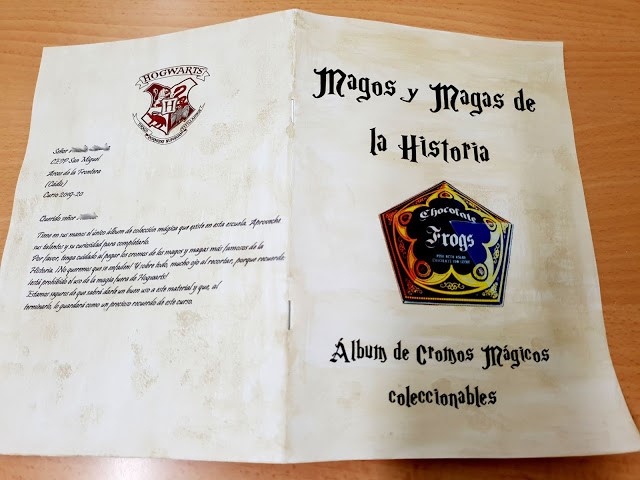 HOGWARTS
Señor
CEIP San Miguel
Arcos de la Frontera
(Cádiz)
Curso 2019-20
Querido señor
Tiene en sus manos el único álbum de colección mágica que existe en esta escuela. Aproveche
sus talentos y su curiosidad para completarlo.
Por favor, tenga cuidado al pegar los cromos de los magos y magas más famosos de la
Historia. ¡No queremos que se enfaden! Y sobre todo, mucho ojo al recortar, porque recuerde:
¡está prohibido el uso de la magia fuera de Hogwarts!
Estamos seguros de que sabrá darle un buen uso a este material y que, al
terminarlo, lo guardará como un precioso recuerdo de este curso.
Magos y Magas de
la Historia
Chocolate
Frogs
Álbum de Cromos Mágicos
coleccionables